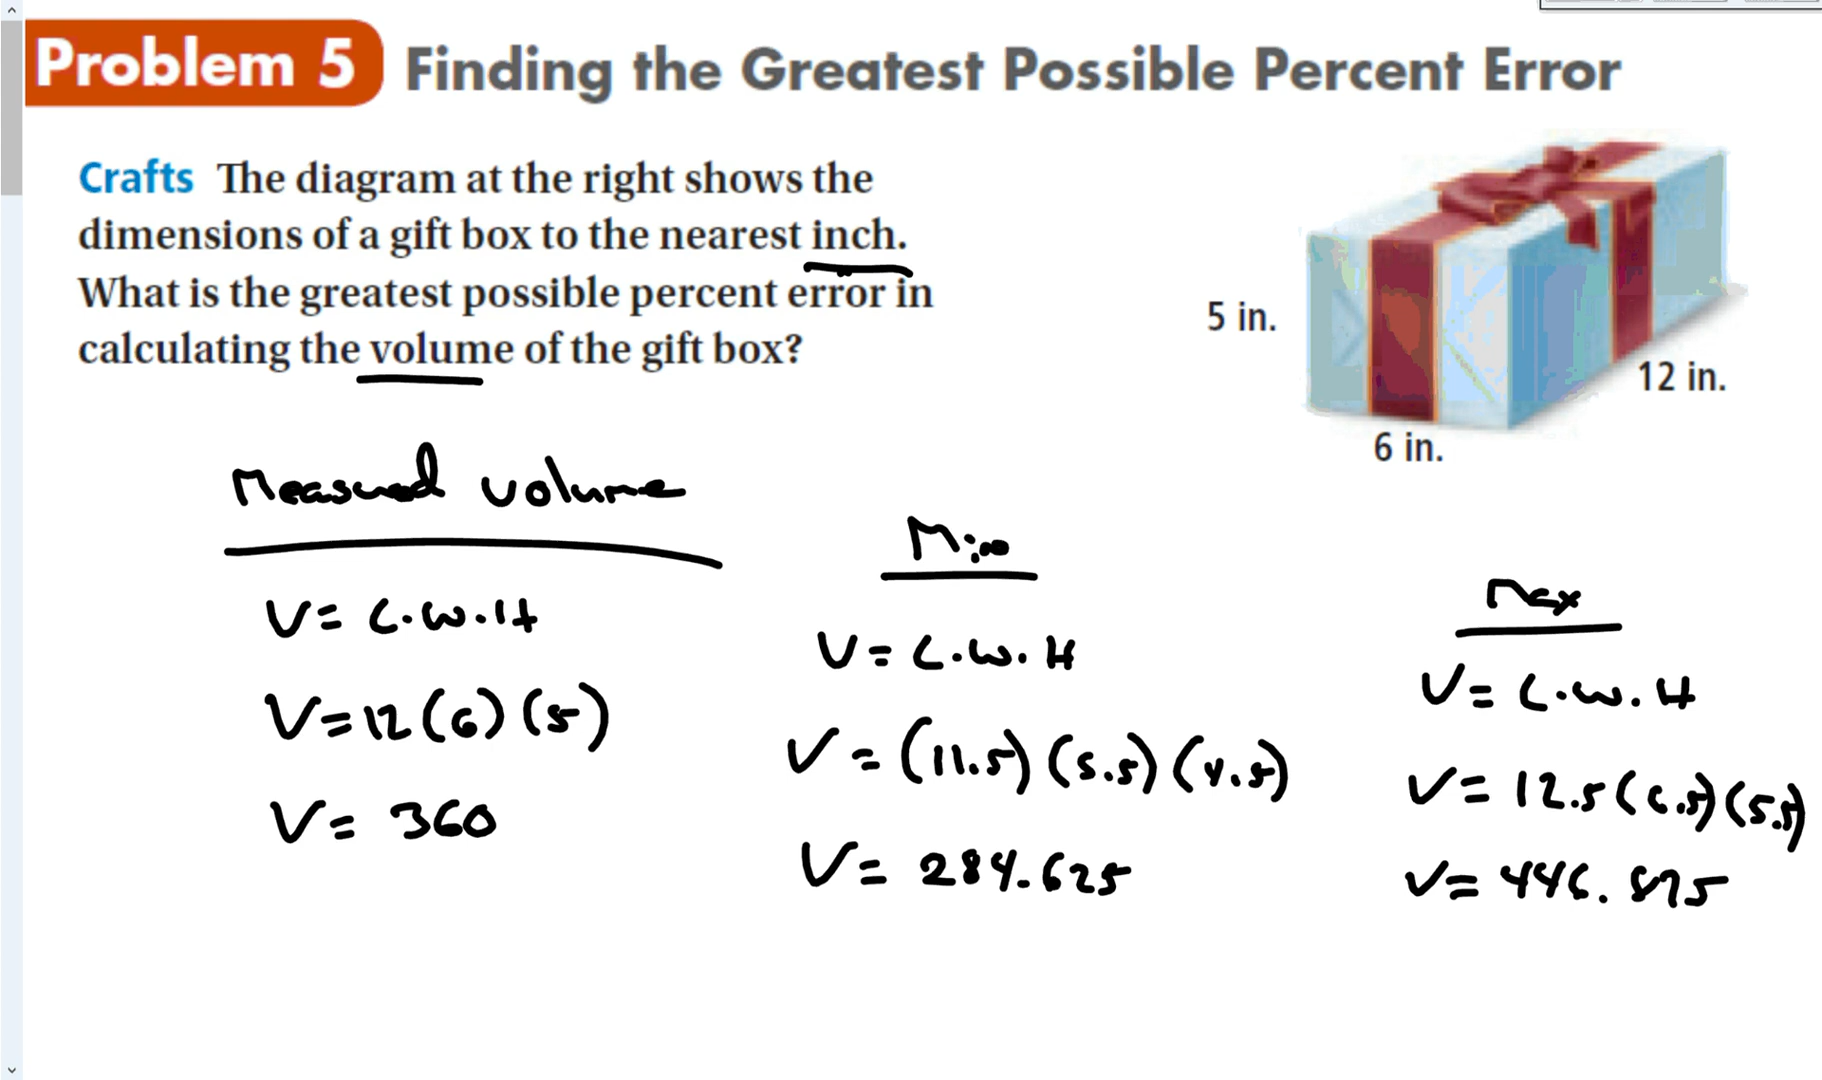 Problem 5 Finding the Greatest Possible Percent Error
Crafts The diagram at the right shows the
dimensions of a gift box to the nearest inch.
What is the greatest possible percent error in
calculating the volume of the gift box?
5 in.
12 in.
6 in.
Measured volume
V = L.W.H
V = 12 (6) (5)
V = 360
Min
V = L.W.H
V = (11.5) (5.5) (4.5)
V = 284.625
Max
V = L.W.H
V = 12.5 (6.5) (5.5)
V = 446.875